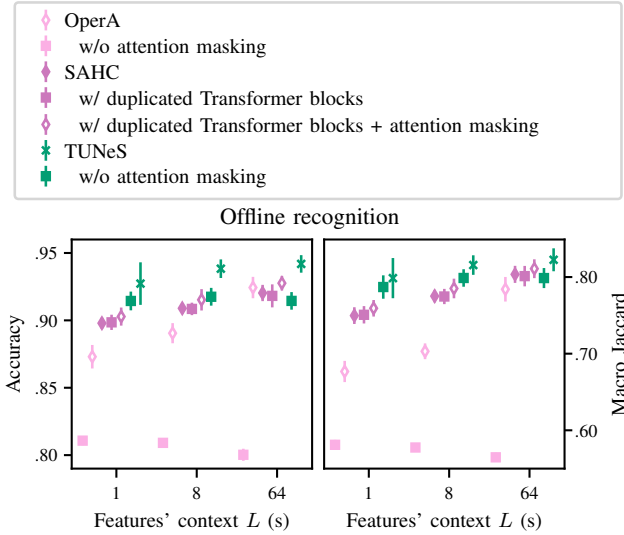 OperA
w/o attention masking
SAHC
w/ duplicated Transformer blocks
w/ duplicated Transformer blocks + attention masking
TUNeS
w/o attention masking
Offline recognition
.95
.90
.85
.80
Accuracy
1 8 64
Features' context L (s)
.80
.70
.60
Macro Jaccard
1 8 64
Features' context L (s)